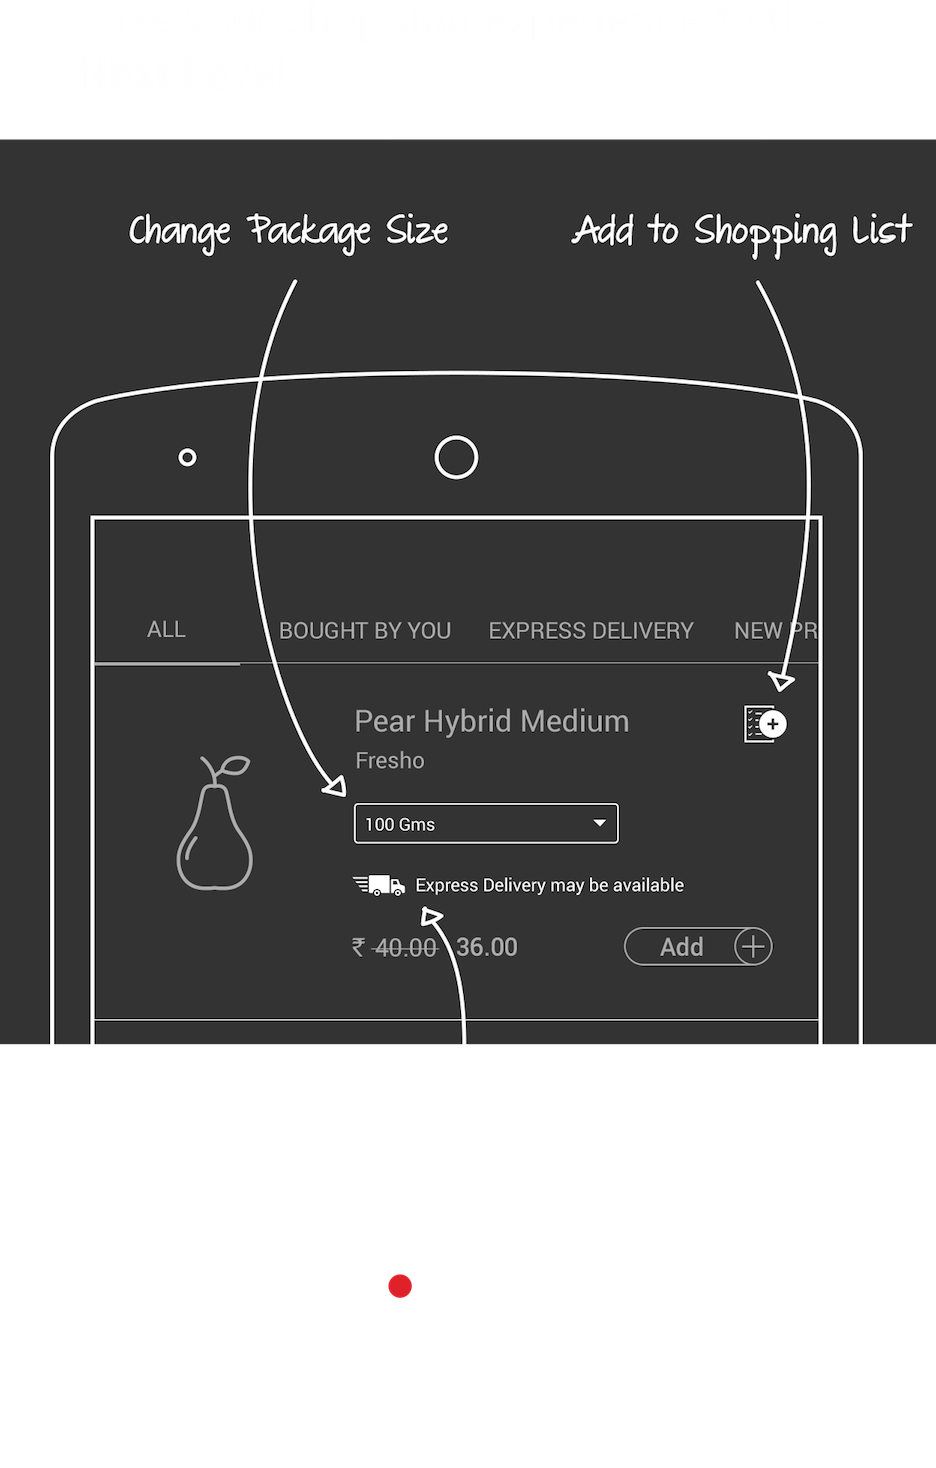 Change Package Size
Add to Shopping List
ALL
BOUGHT BY YOU
EXPRESS DELIVERY
NEW PR
Pear Hybrid Medium
Fresho
100 Gms
Express Delivery may be available
₹ 40.00 36.00
Add